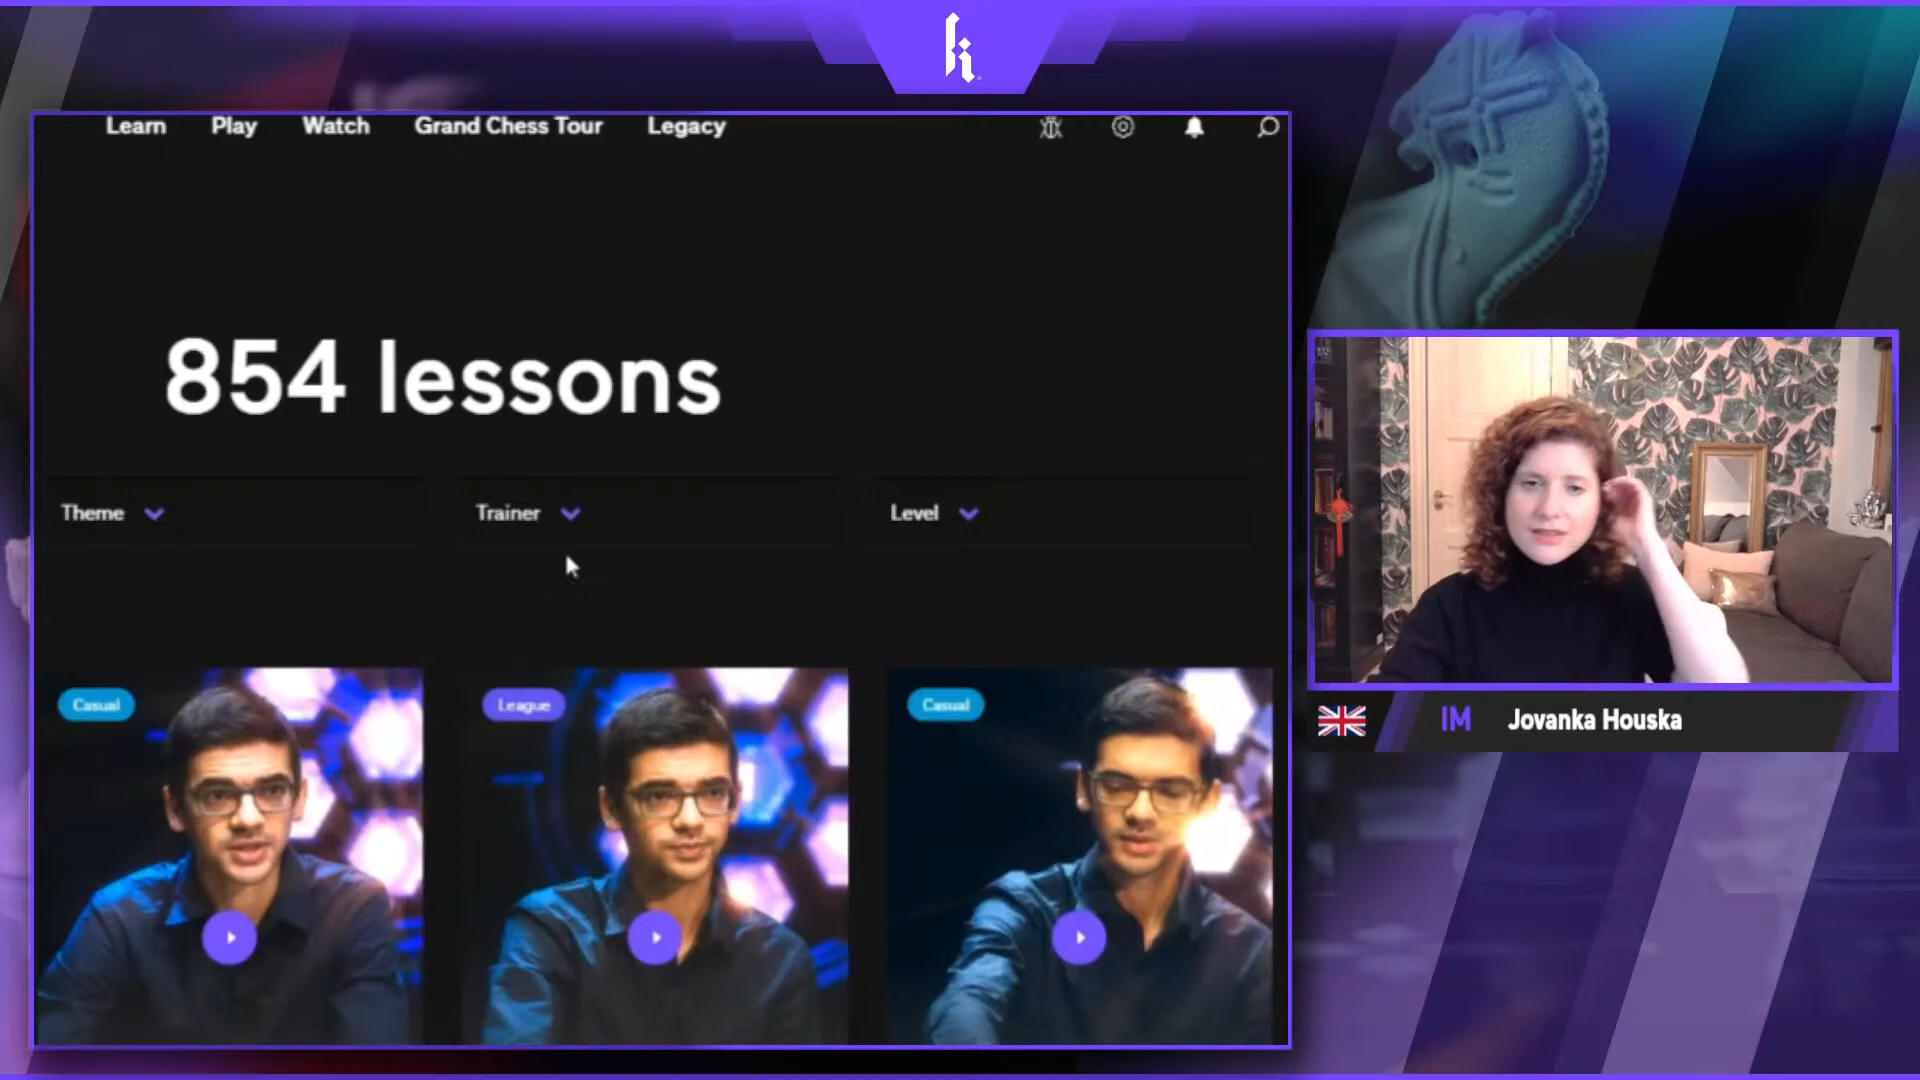 Learn Play Watch Grand Chess Tour Legacy
854 lessons
Theme Trainer Level
Casual League Casual
IM Jovanka Houska